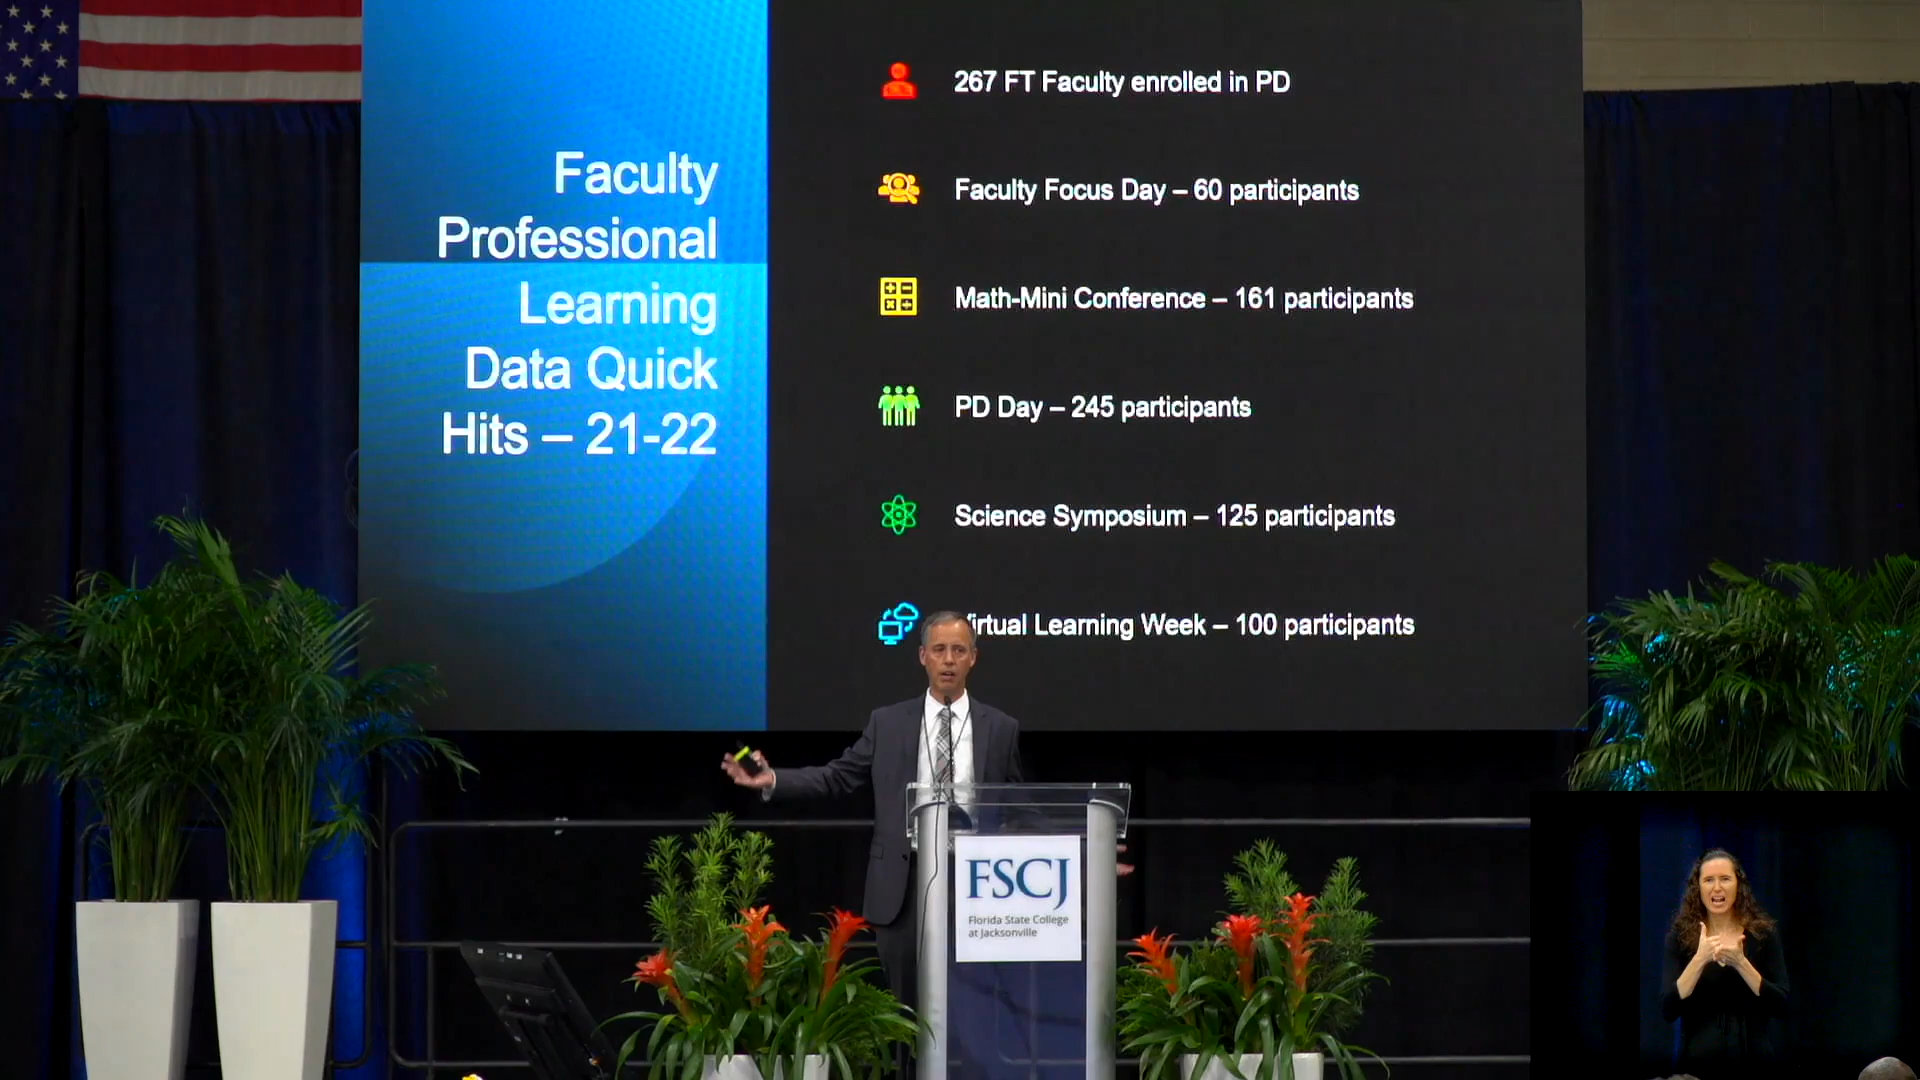 Faculty
Professional
Learning
Data Quick
Hits – 21-22
267 FT Faculty enrolled in PD
Faculty Focus Day – 60 participants
Math-Mini Conference – 161 participants
PD Day – 245 participants
Science Symposium – 125 participants
Learning Week – 100 participants
FSCJ
Florida State College
at Jacksonville